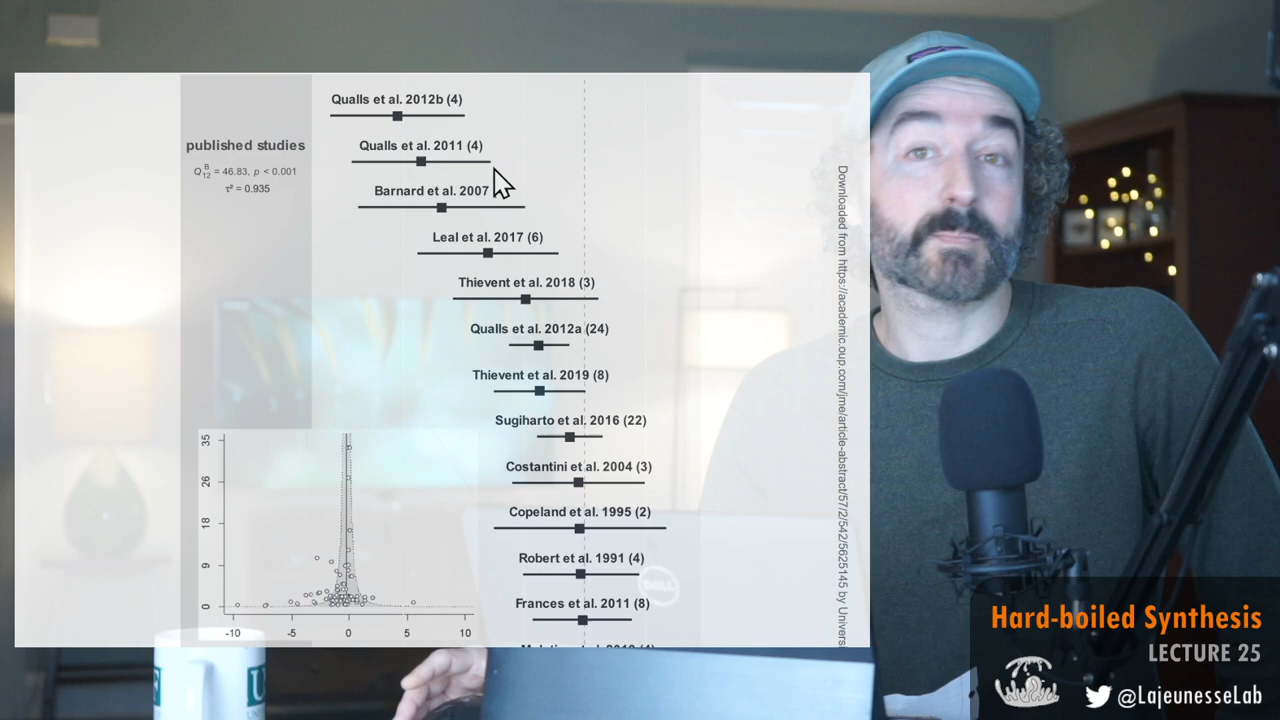 Qualls et al. 2012b (4)
published studies
Q B 12 = 46.83, p < 0.001
τ² = 0.935
Qualls et al. 2011 (4)
Barnard et al. 2007
Leal et al. 2017 (6)
Thievent et al. 2018 (3)
Qualls et al. 2012a (24)
Thievent et al. 2019 (8)
Sugiharto et al. 2016 (22)
Costantini et al. 2004 (3)
Copeland et al. 1995 (2)
Robert et al. 1991 (4)
Frances et al. 2011 (8)
35
26
18
9
0
-10 -5 0 5 10
Downloaded from https://academic.oup.com/jme/article-abstract/57/2/542/5625145 by Univers
DELL
U
Hard-boiled Synthesis
LECTURE 25
@LajeunesseLab